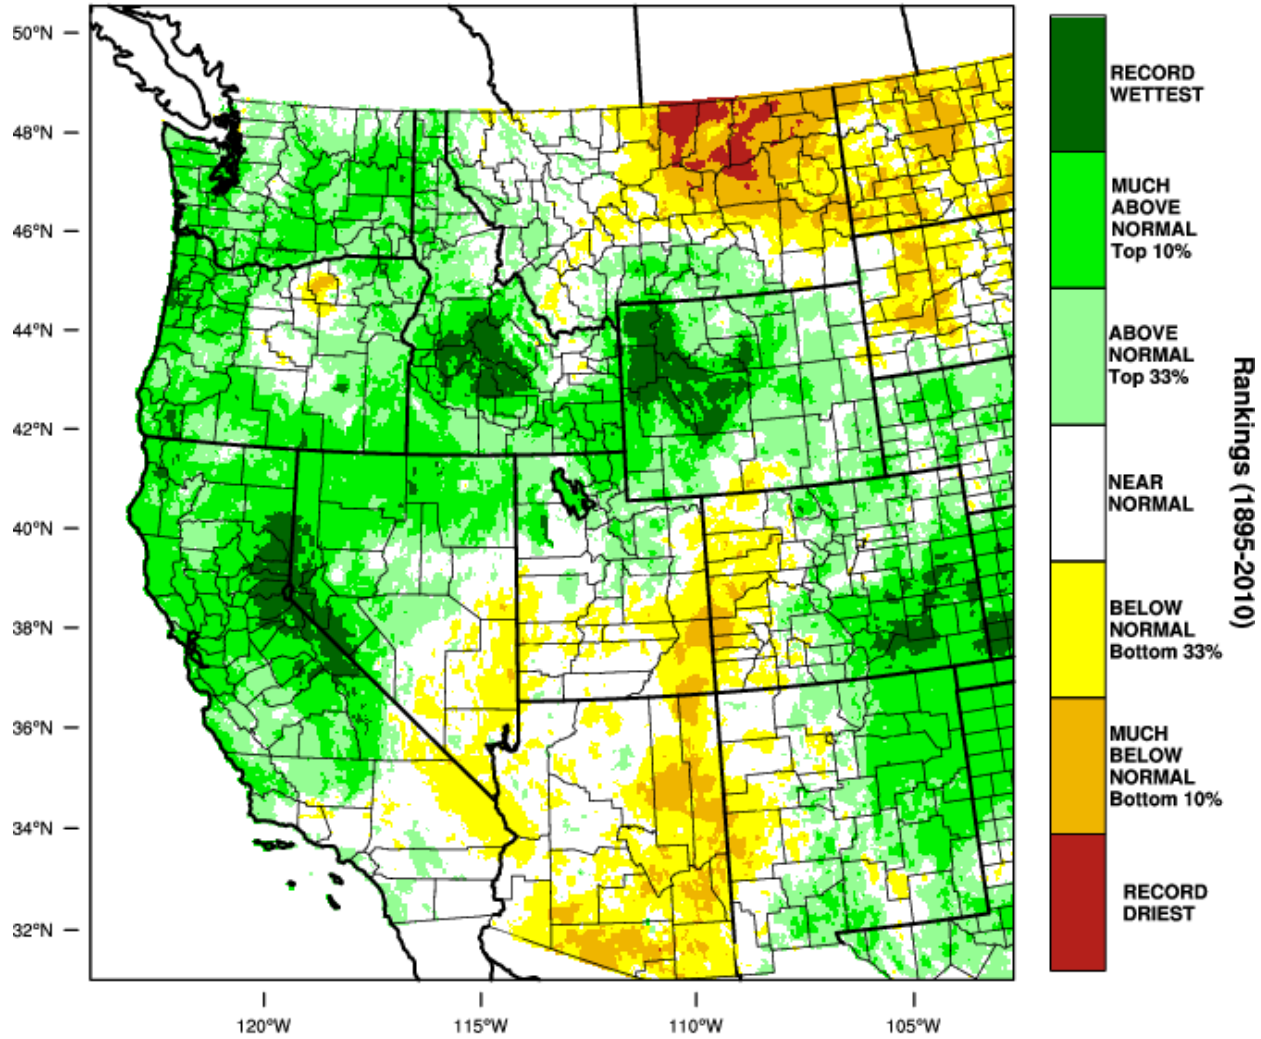 50°N
48°N
46°N
44°N
42°N
40°N
38°N
36°N
34°N
32°N
120°W
115°W
110°W
105°W
RECORD
WETTEST
MUCH
ABOVE
NORMAL
Top 10%
ABOVE
NORMAL
Top 33%
NEAR
NORMAL
BELOW
NORMAL
Bottom 33%
MUCH
BELOW
NORMAL
Bottom 10%
RECORD
DRIEST
Rankings (1895-2010)